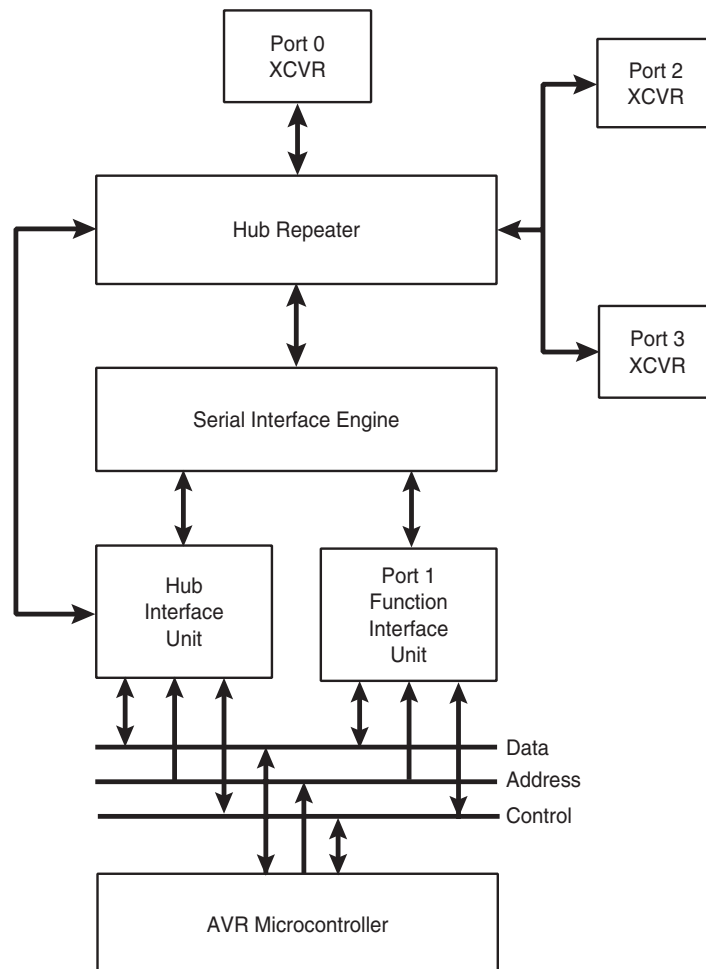 Port 0
XCVR
Port 2
XCVR
Hub Repeater
Port 3
XCVR
Serial Interface Engine
Hub
Interface
Unit
Port 1
Function
Interface
Unit
Data
Address
Control
AVR Microcontroller